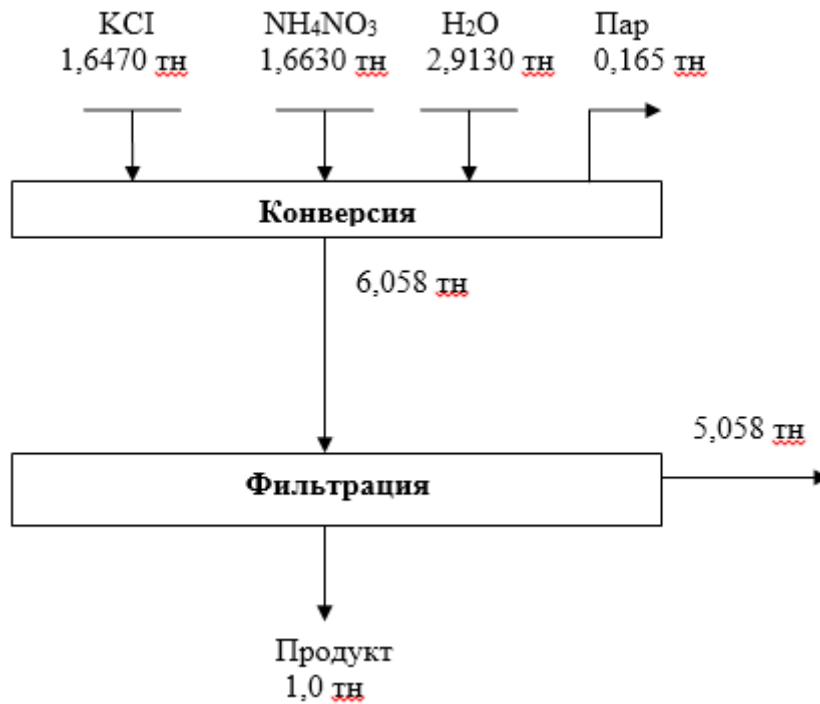 KCI NH₄NO₃ H₂O Пар
1,6470 тн 1,6630 тн 2,9130 тн 0,165 тн
Конверсия
6,058 тн
5,058 тн
Фильтрация
Продукт
1,0 тн